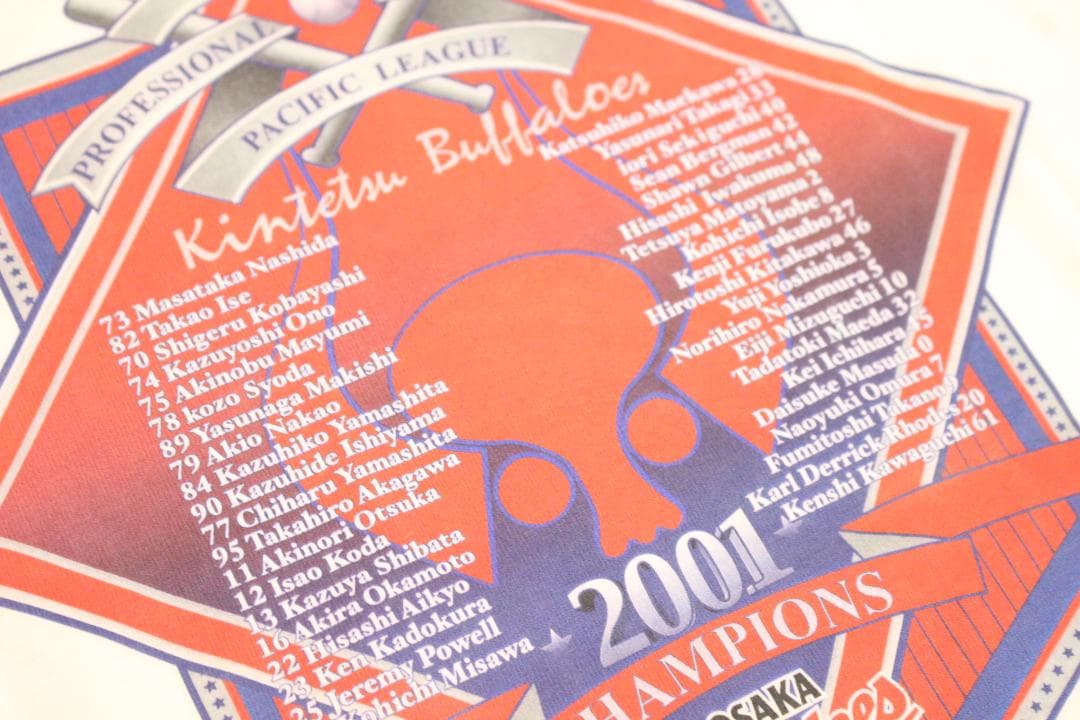 PROFESSIONAL
PACIFIC LEAGUE
Kintetsu Buffaloes
73 Masataka Nashida
82 Takao Ise
70 Shigeru Kobayashi
74 Kazuyoshi Ono
75 Akinobu Mayumi
78 kozo Syoda
89 Yasunaga Makishi
79 Akio Nakao
84 Kazuhiko Yamashita
90 Kazuhide Ishiyama
77 Chiharu Yamashita
95 Takahiro Akagawa
11 Akinori Otsuka
12 Isao Koda
13 Kazuya Shibata
16 Akira Okamoto
22 Hisashi Aikyo
23 Ken Kadokura
25 Jeremy Powell
Kohichi Misawa
Katsuhiko Maekawa 28
Yasunari Takagi 33
Iori Sekiguchi 40
Sean Bergman 42
Shawn Gilbert 44
Hisashi Iwakuma 48
Tetsuya Matoyama 2
Kohichi Isobe 8
Kenji Furukubo 27
Hirotoshi Kitakawa 46
Yuji Yoshioka 3
Norihiro Nakamura 5
Eiji Mizuguchi 10
Tadatoki Maeda 32
Kei Ichihara
Daisuke Masuda 0
Naoyuki Omura 7
Fumitoshi Takano
Karl Derrick Rhodes 20
Kenshi Kawaguchi 61
2001
HAMPIONS
OSAKA